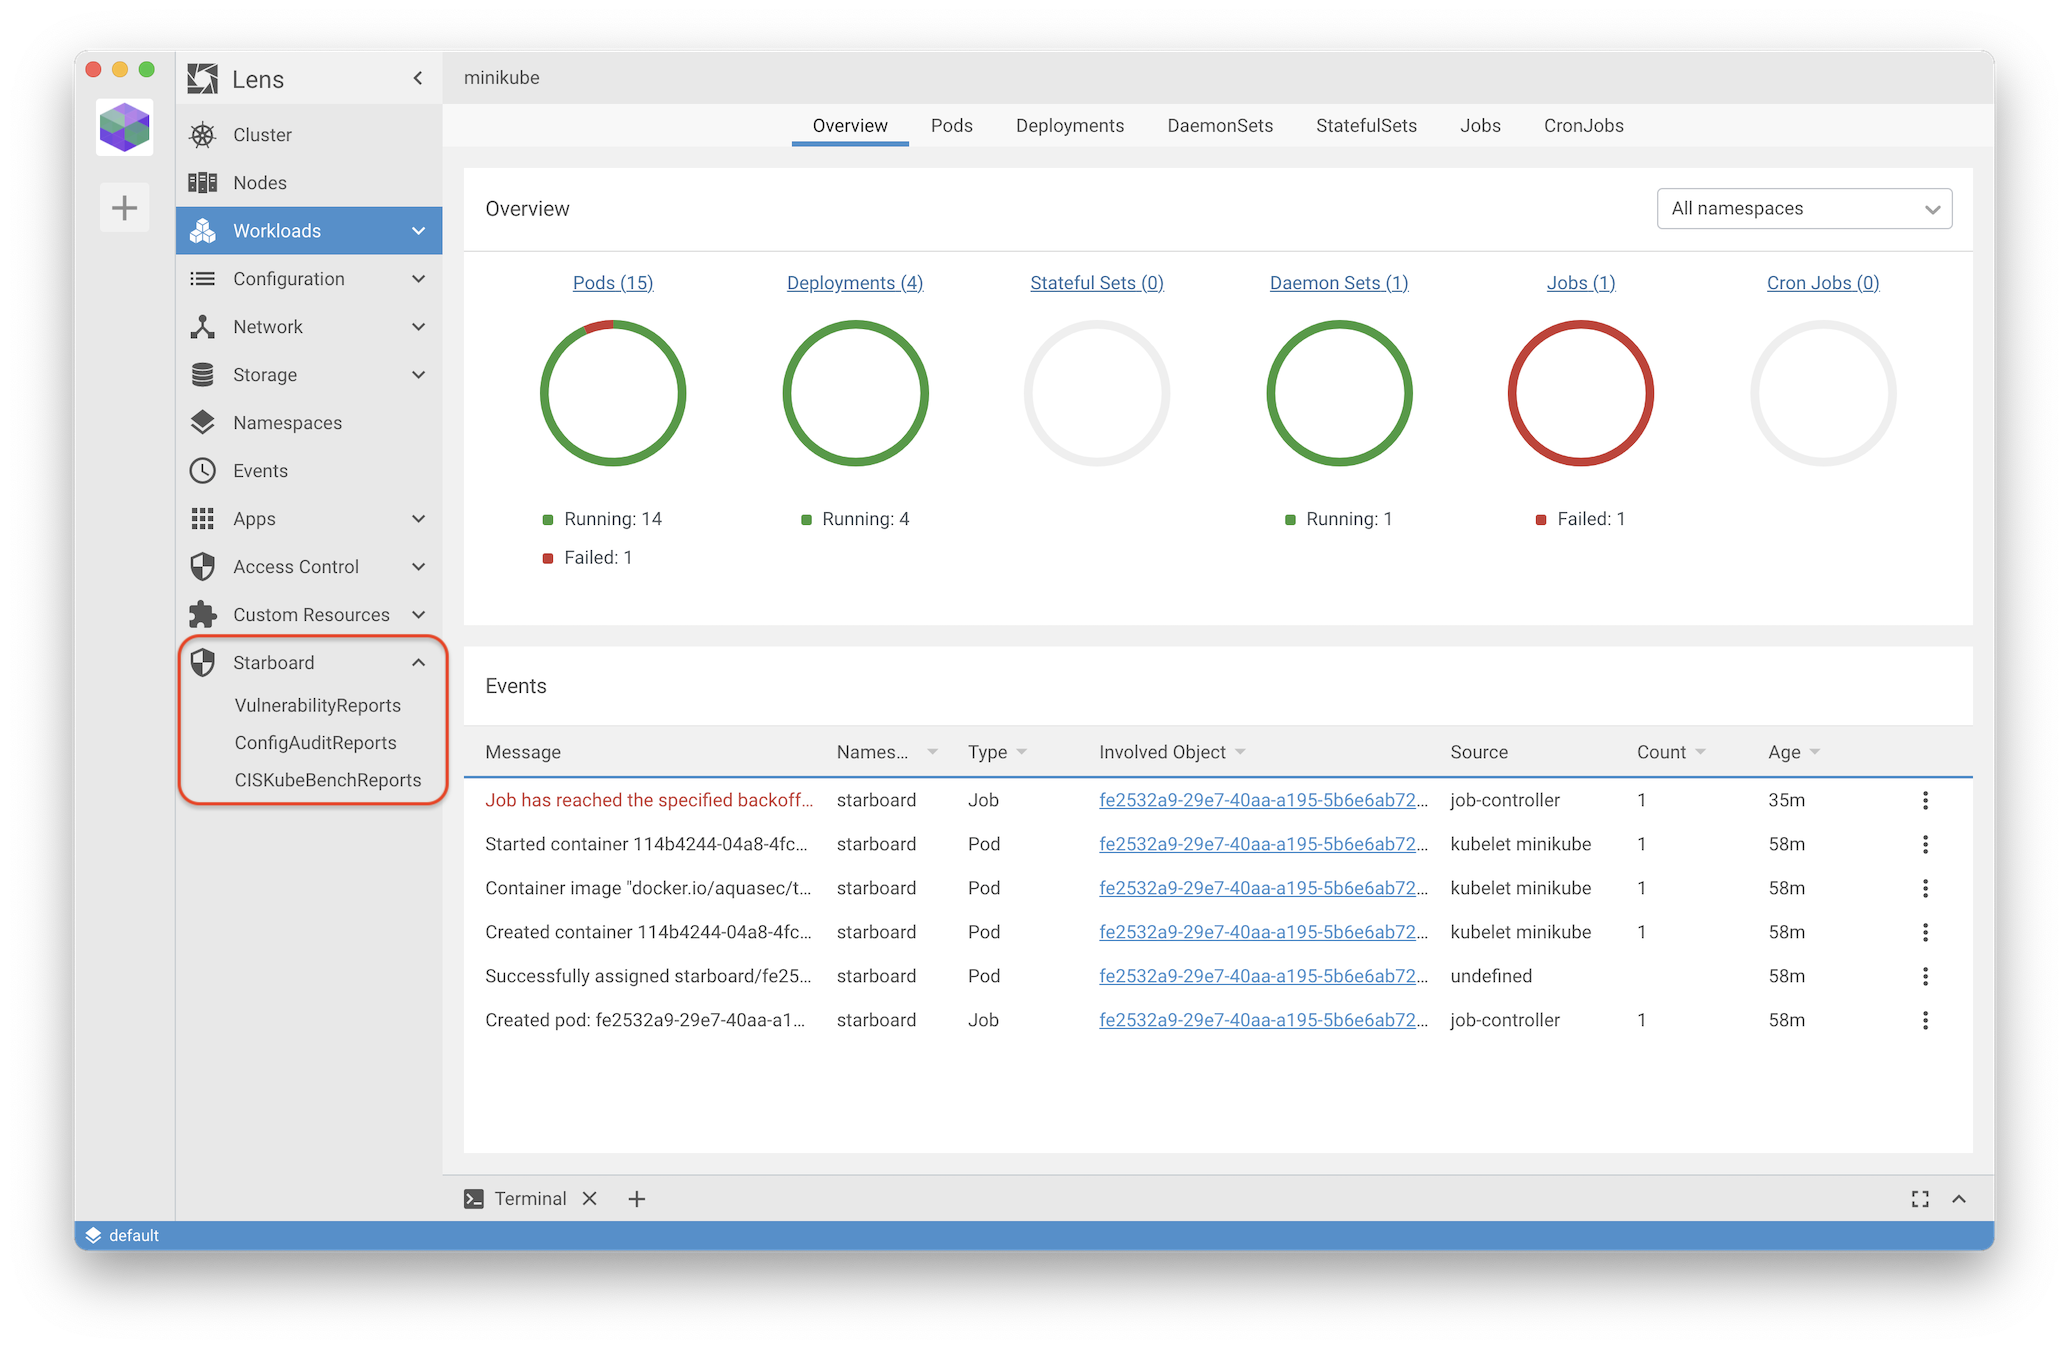 Lens
Cluster
Nodes
Workloads
Configuration
Network
Storage
Namespaces
Events
Apps
Access Control
Custom Resources
Starboard
VulnerabilityReports
ConfigAuditReports
CISKubeBenchReports
minikube
Overview Pods Deployments DaemonSets StatefulSets Jobs CronJobs
Overview All namespaces
Pods (15) Deployments (4) Stateful Sets (0) Daemon Sets (1) Jobs (1) Cron Jobs (0)
Running: 14 Running: 4 Running: 1 Failed: 1
Failed: 1
Events
Message Names... Type Involved Object Source Count Age
Job has reached the specified backoff... starboard Job fe2532a9-29e7-40aa-a195-5b6e6ab72... job-controller 1 35m
Started container 114b4244-04a8-4fc... starboard Pod fe2532a9-29e7-40aa-a195-5b6e6ab72... kubelet minikube 1 58m
Container image "docker.io/aquasec/t... starboard Pod fe2532a9-29e7-40aa-a195-5b6e6ab72... kubelet minikube 1 58m
Created container 114b4244-04a8-4fc... starboard Pod fe2532a9-29e7-40aa-a195-5b6e6ab72... kubelet minikube 1 58m
Successfully assigned starboard/fe25... starboard Pod fe2532a9-29e7-40aa-a195-5b6e6ab72... undefined 58m
Created pod: fe2532a9-29e7-40aa-a1... starboard Job fe2532a9-29e7-40aa-a195-5b6e6ab72... job-controller 1 58m
Terminal
default